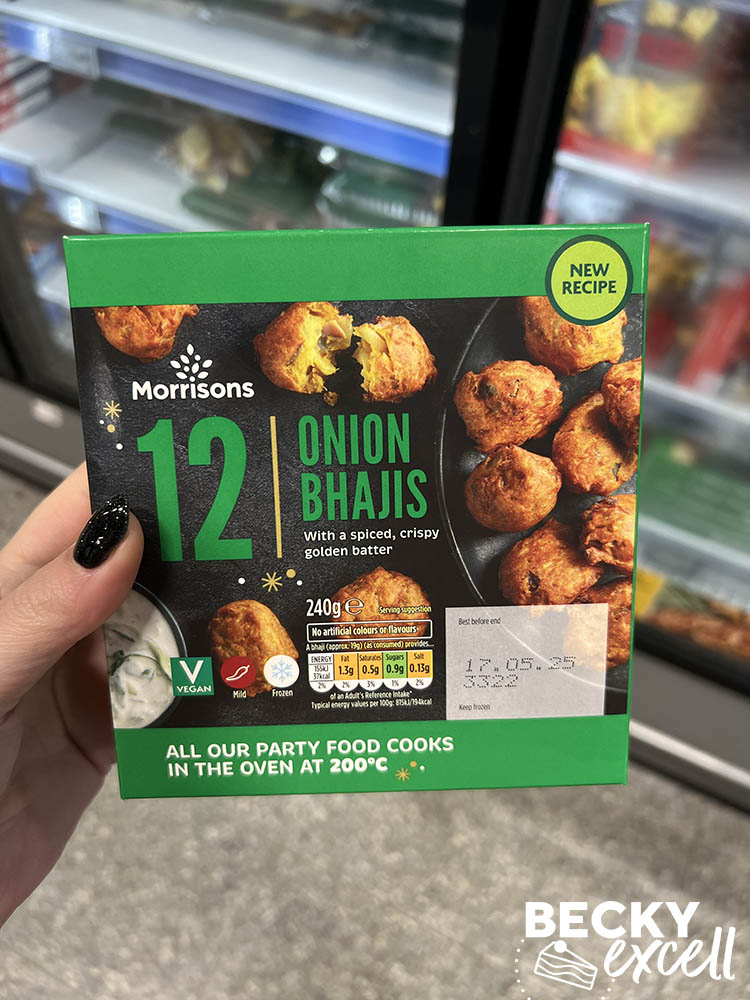 NEW
RECIPE
Morrisons
12
ONION
BHAJIS
With a spiced, crispy
golden batter
240g e
Serving suggestion
No artificial colours or flavours
A bhaji (approx. 19g) (as consumed) provides...
ENERGY 155kJ 37kcal 2%
Fat 1.3g 2%
Saturates 0.5g 3%
Sugars 0.9g 1%
Salt 0.13g 2%
of an Adult's Reference Intake*
Typical energy values per 100g: 815kJ/194kcal
Best before end
17.05.25
3322
Keep frozen
V
VEGAN
Mild
Frozen
ALL OUR PARTY FOOD COOKS
IN THE OVEN AT 200°C
BECKY
excell